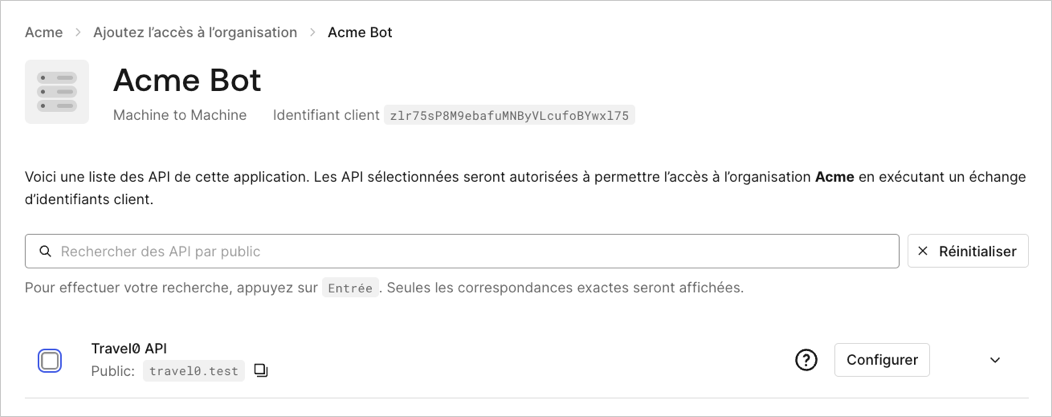 Acme > Ajoutez l’accès à l’organisation > Acme Bot
Acme Bot
Machine to Machine Identifiant client zlr75sP8M9ebafuMNByVLcufoBYwxl75
Voici une liste des API de cette application. Les API sélectionnées seront autorisées à permettre l’accès à l’organisation Acme en exécutant un échange
d’identifiants client.
Rechercher des API par public
Réinitialiser
Pour effectuer votre recherche, appuyez sur Entrée. Seules les correspondances exactes seront affichées.
Travel0 API
Configurer
Public: travel0.test